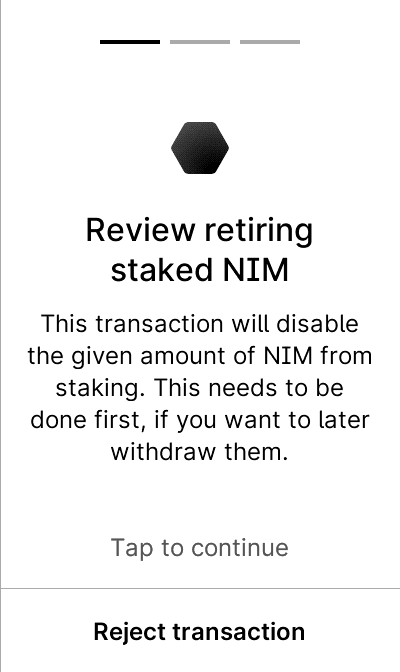 Review retiring
staked NIM
This transaction will disable
the given amount of NIM from
staking. This needs to be
done first, if you want to later
withdraw them.
Tap to continue
Reject transaction